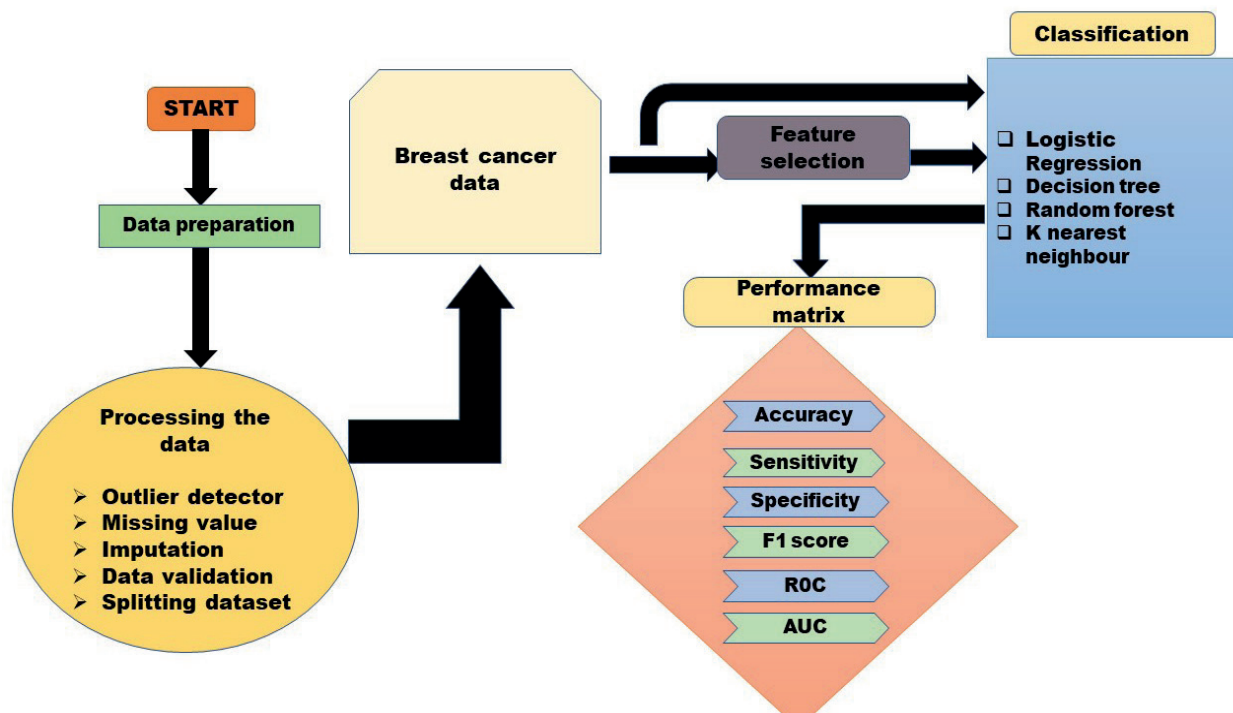 START
Data preparation
Processing the
data
Outlier detector
Missing value
Imputation
Data validation
Splitting dataset
Breast cancer
data
Feature
selection
Classification
Logistic
Regression
Decision tree
Random forest
K nearest
neighbour
Performance
matrix
Accuracy
Sensitivity
Specificity
F1 score
R0C
AUC